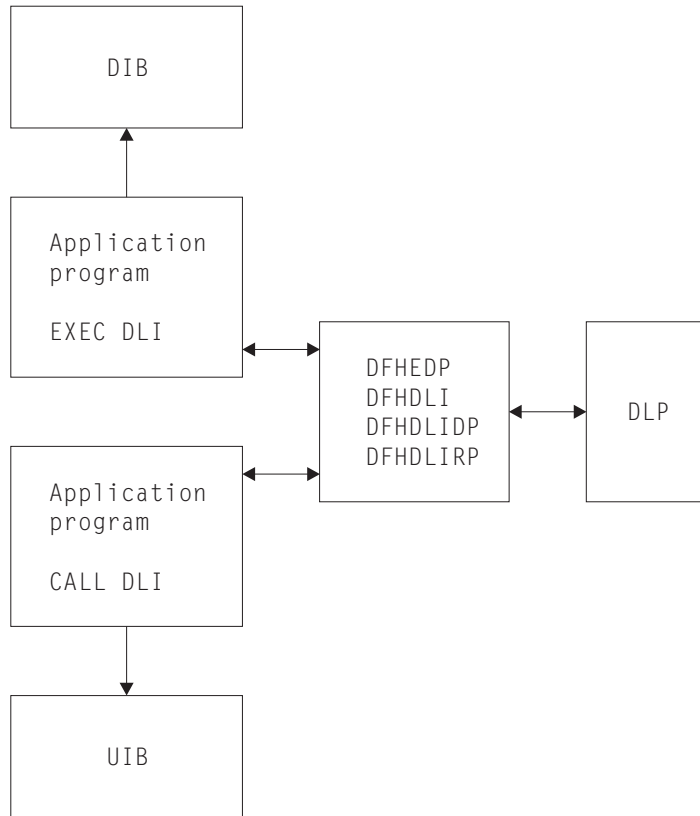 DIB
Application
program
EXEC DLI
DFHEDP
DFHDLI
DFHDLIDP
DFHDLIRP
DLP
Application
program
CALL DLI
UIB